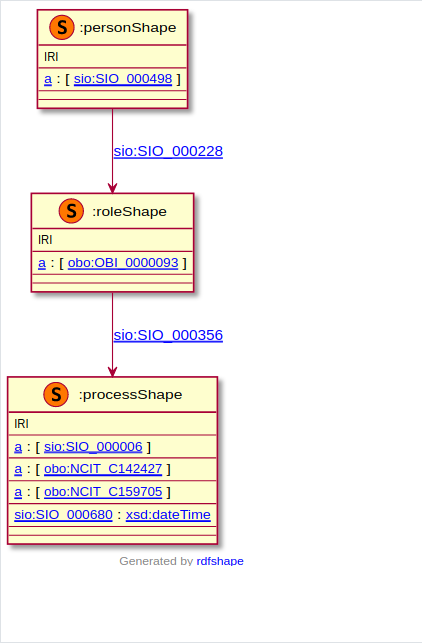 S :personShape
IRI
a : [ sio:SIO_000498 ]
sio:SIO_000228
S :roleShape
IRI
a : [ obo:OBI_0000093 ]
sio:SIO_000356
S :processShape
IRI
a : [ sio:SIO_000006 ]
a : [ obo:NCIT_C142427 ]
a : [ obo:NCIT_C159705 ]
sio:SIO_000680 : xsd:dateTime
Generated by rdfshape